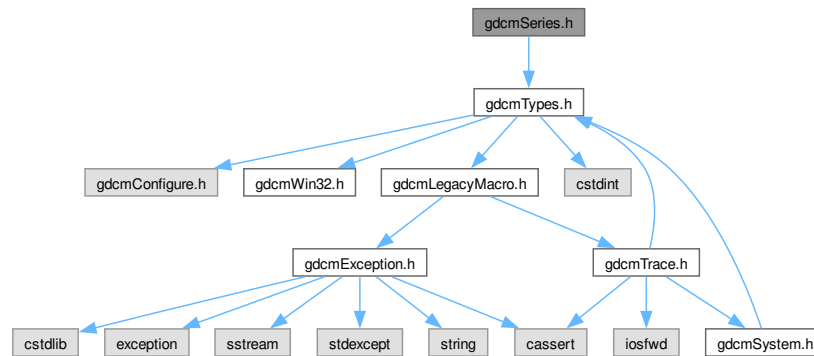 gdcmSeries.h
gdcmTypes.h
gdcmConfigure.h
gdcmWin32.h
gdcmLegacyMacro.h
cstdint
gdcmException.h
gdcmTrace.h
cstdlib
exception
sstream
stdexcept
string
cassert
iosfwd
gdcmSystem.h